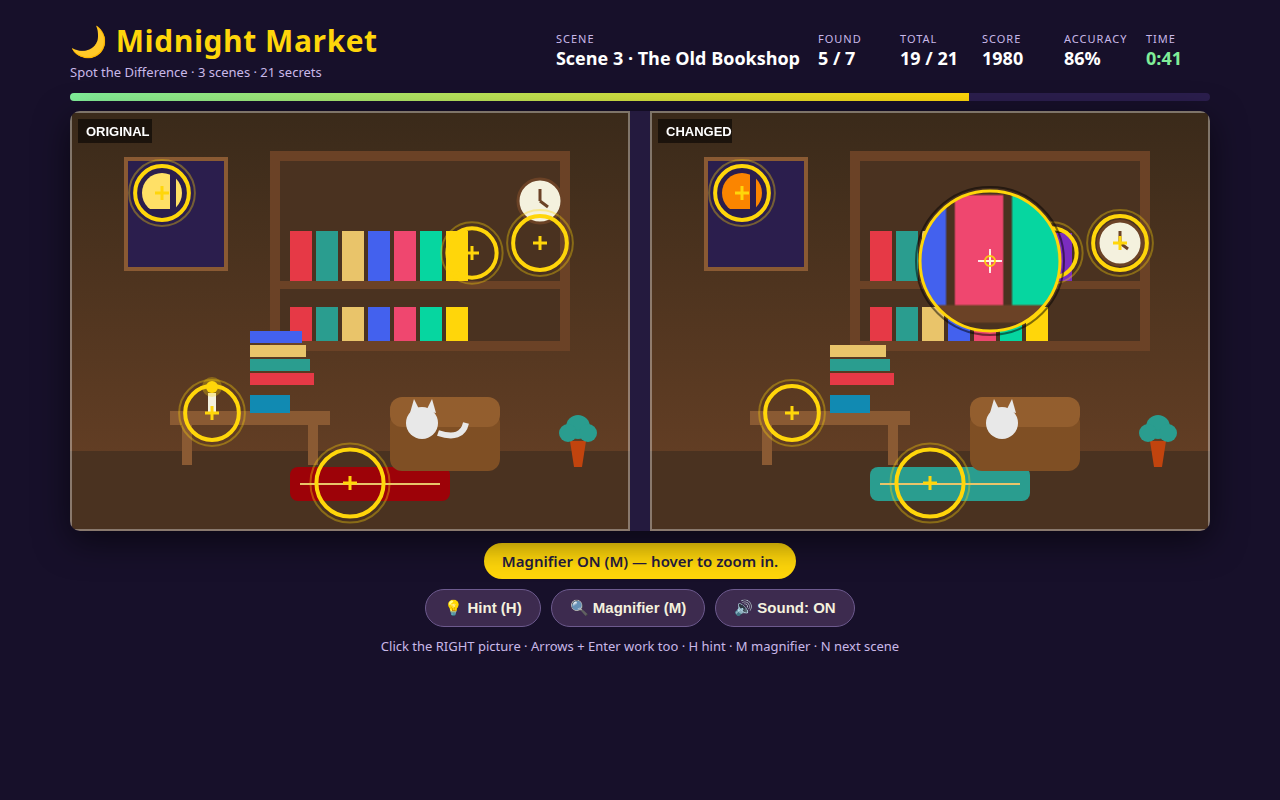 🌙 Midnight Market
Spot the Difference · 3 scenes · 21 secrets
SCENE
Scene 3 · The Old Bookshop
FOUND
5 / 7
TOTAL
19 / 21
SCORE
1980
ACCURACY
86%
TIME
0:41
ORIGINAL
CHANGED
Magnifier ON (M) — hover to zoom in.
💡 Hint (H)
🔍 Magnifier (M)
🔊 Sound: ON
Click the RIGHT picture · Arrows + Enter work too · H hint · M magnifier · N next scene